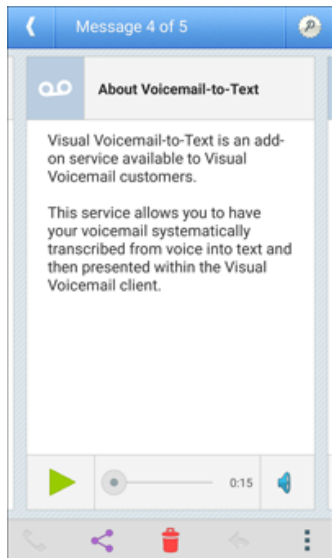 Message 4 of 5
About Voicemail-to-Text
Visual Voicemail-to-Text is an add-
on service available to Visual
Voicemail customers.
This service allows you to have
your voicemail systematically
transcribed from voice into text and
then presented within the Visual
Voicemail client.
0:15